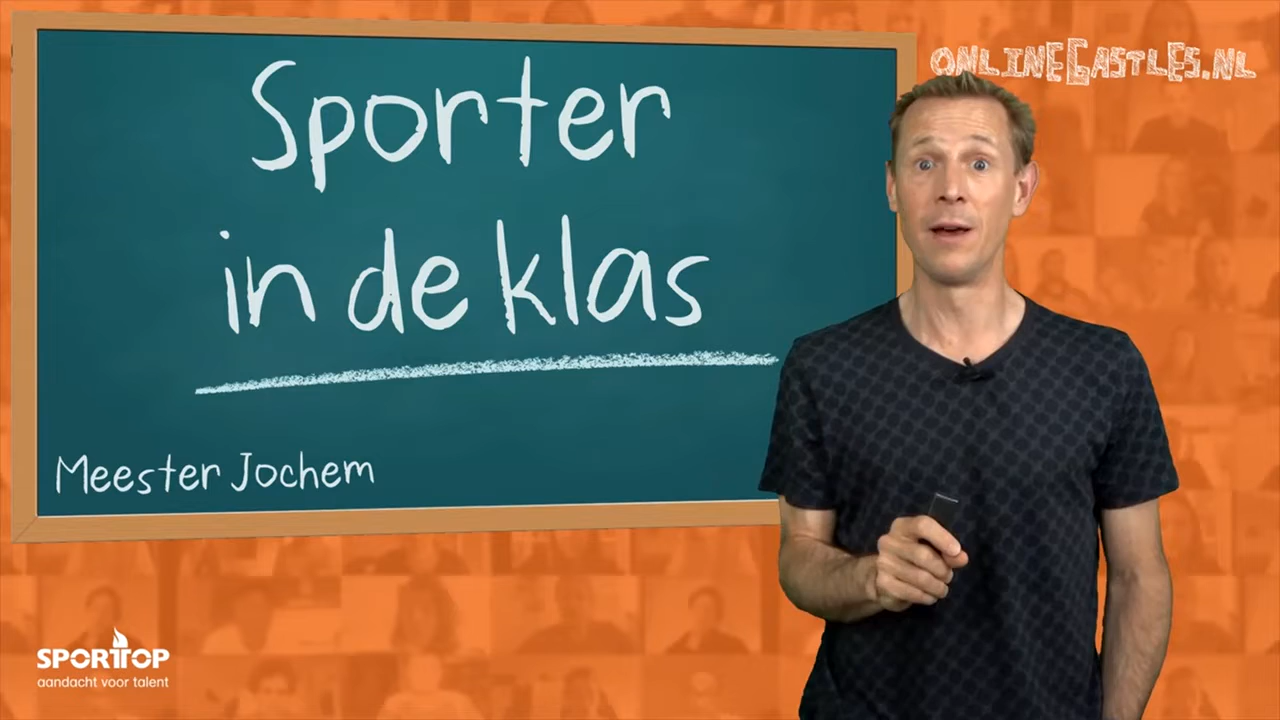 Sporter
in de klas
Meester Jochem
ONLINEGASTLES.NL
SPORTTOP
aandacht voor talent